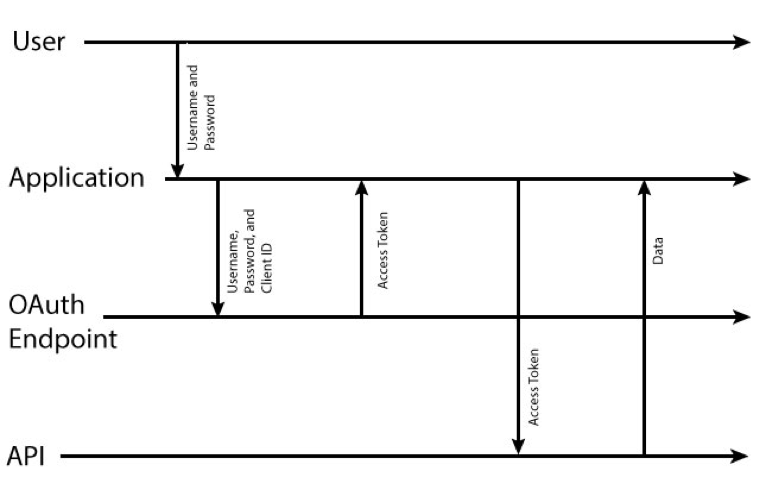 User
Username and
Password
Application
Username,
Password, and
Client ID
Access Token
Data
OAuth
Endpoint
Access Token
API